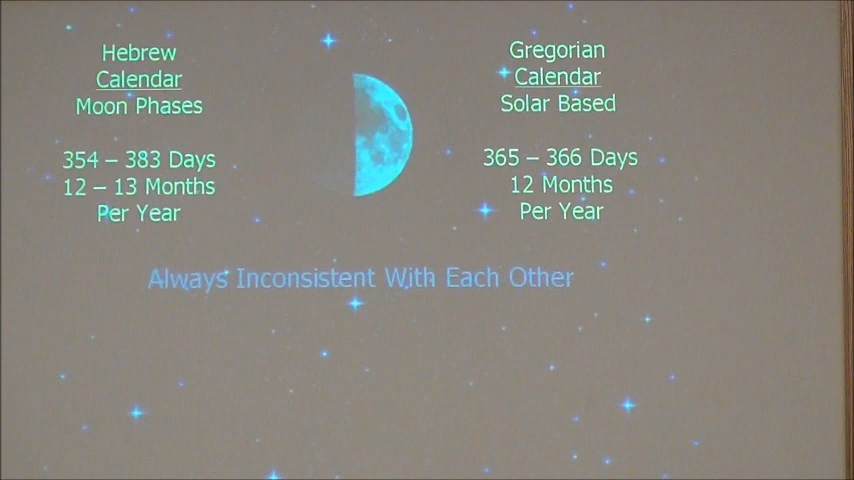 Hebrew
Calendar
Moon Phases
354 – 383 Days
12 – 13 Months
Per Year
Gregorian
Calendar
Solar Based
365 – 366 Days
12 Months
Per Year
Always Inconsistent With Each Other